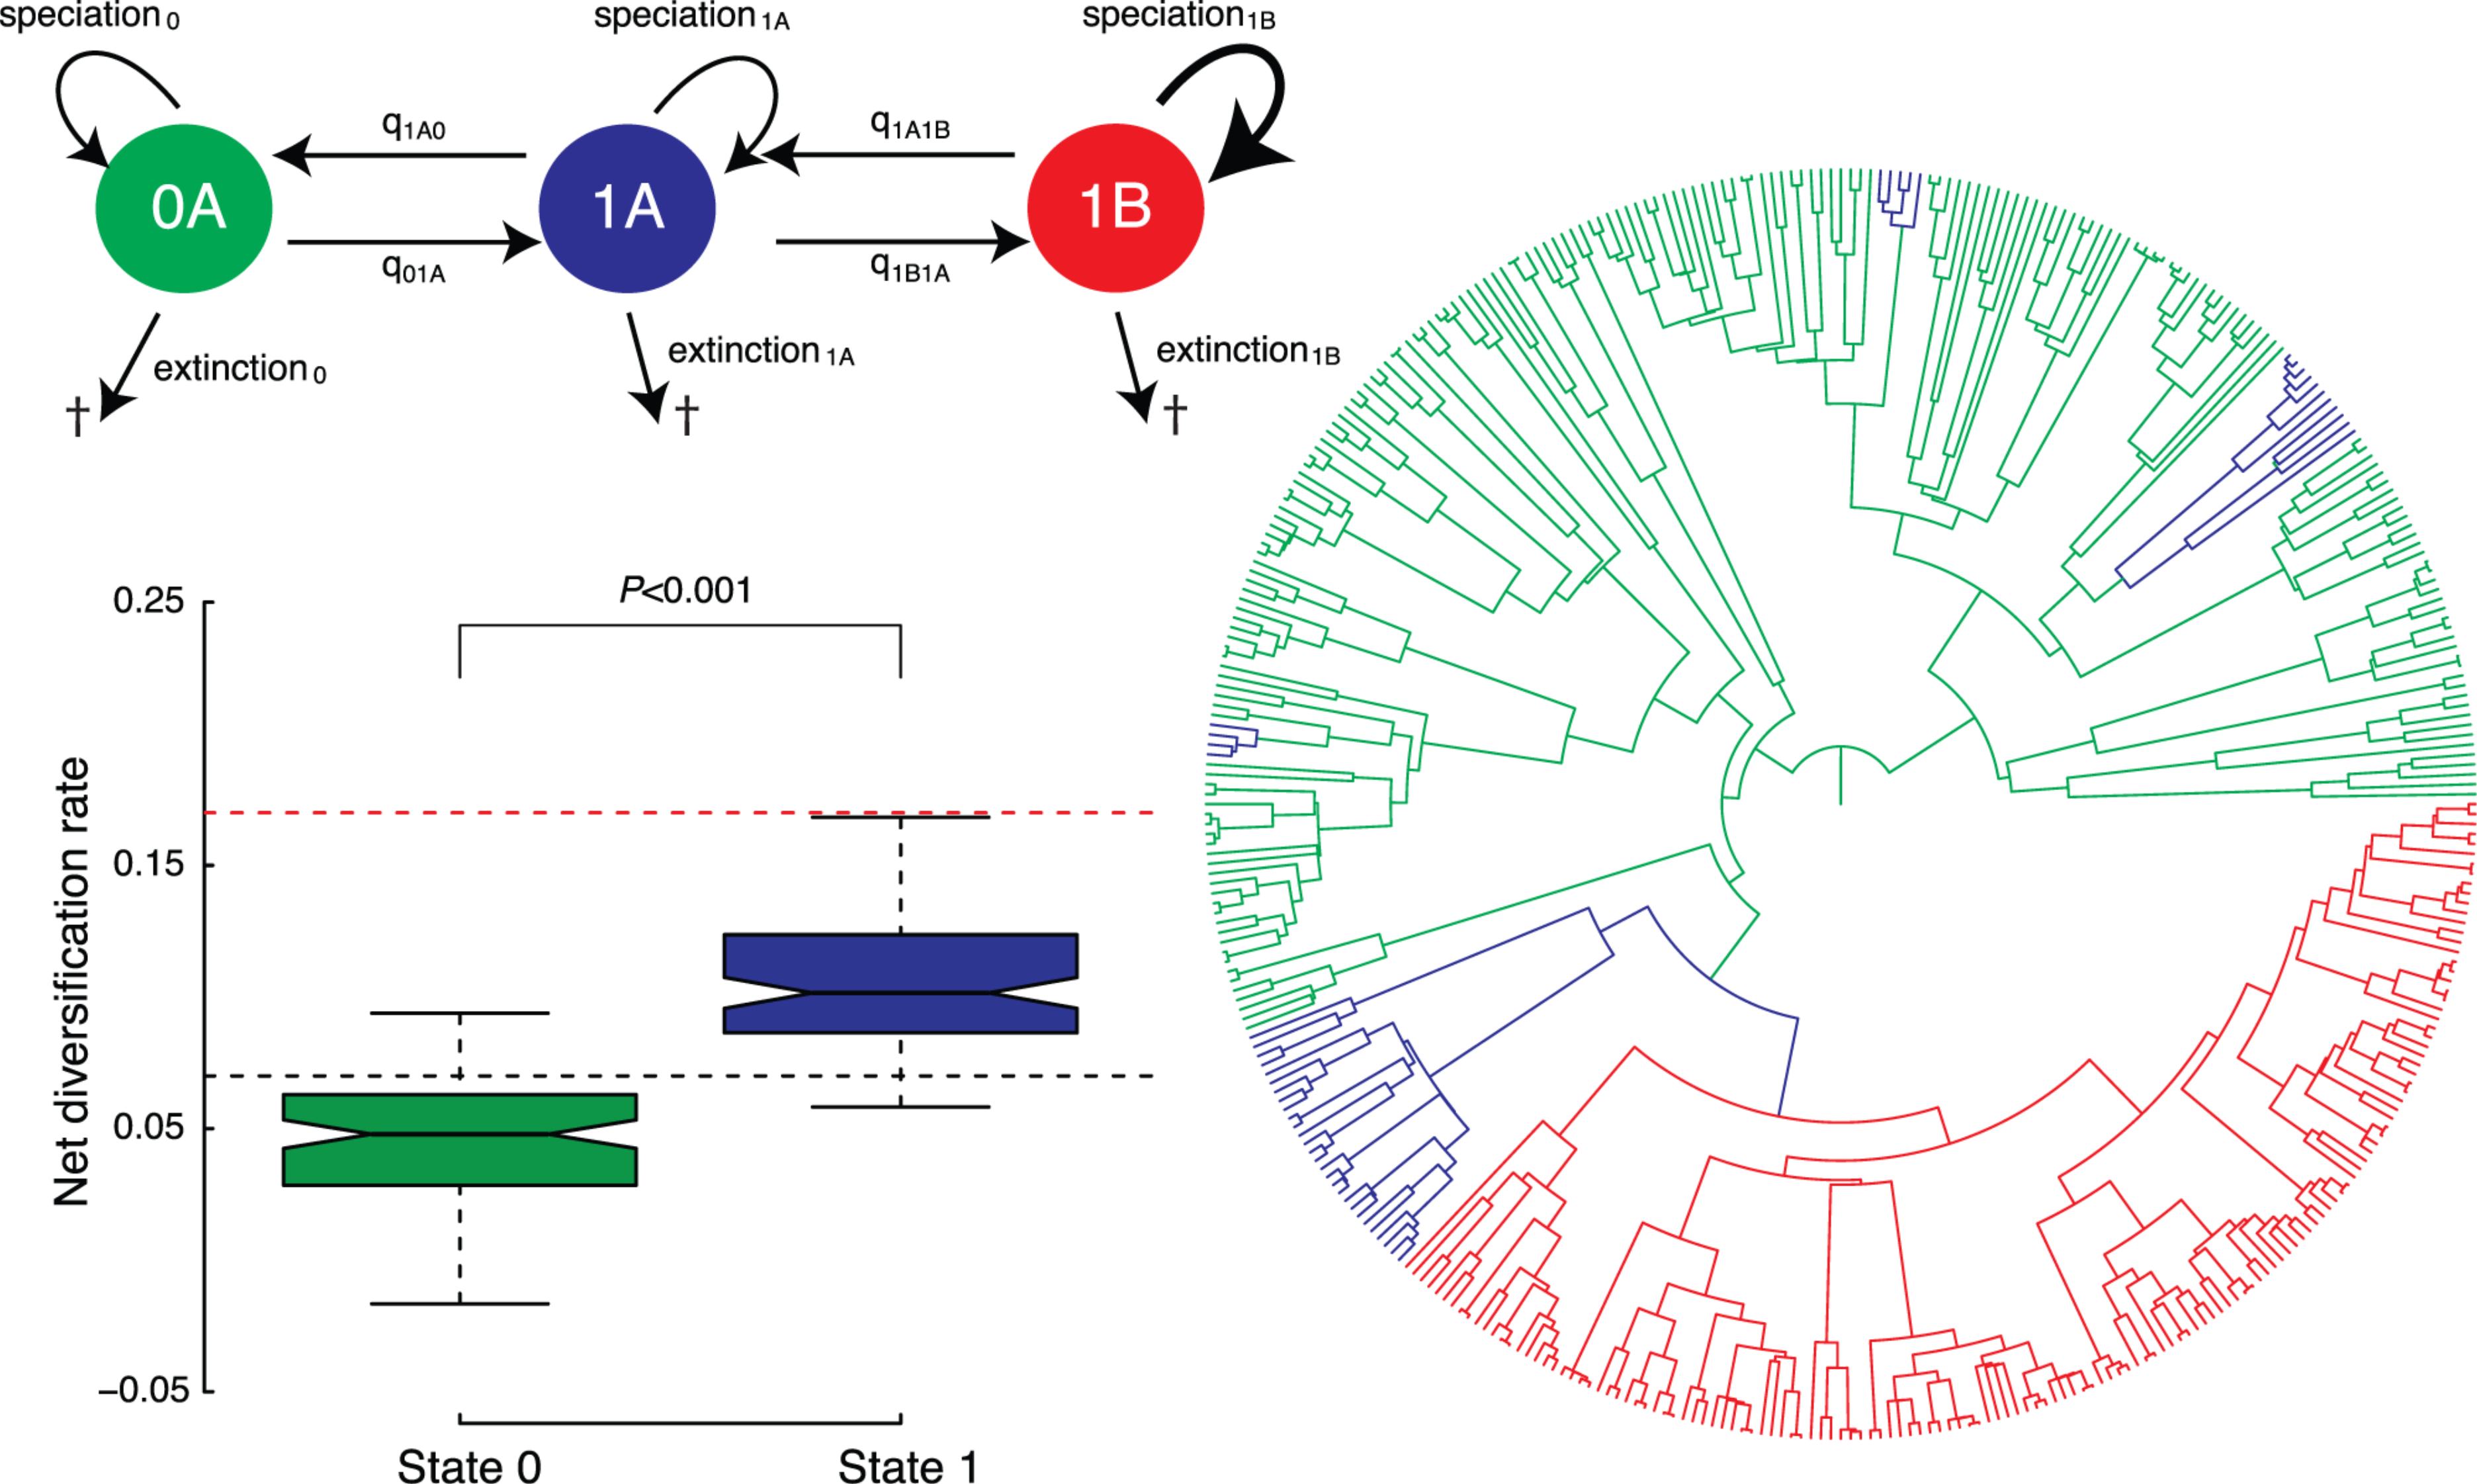 speciation0 speciation1A speciation1B
q1A0 q1A1B
0A 1A 1B
q01A q1B1A
extinction0 extinction1A extinction1B
† † †
P<0.001
0.25
0.15
0.05
−0.05
Net diversification rate
State 0 State 1